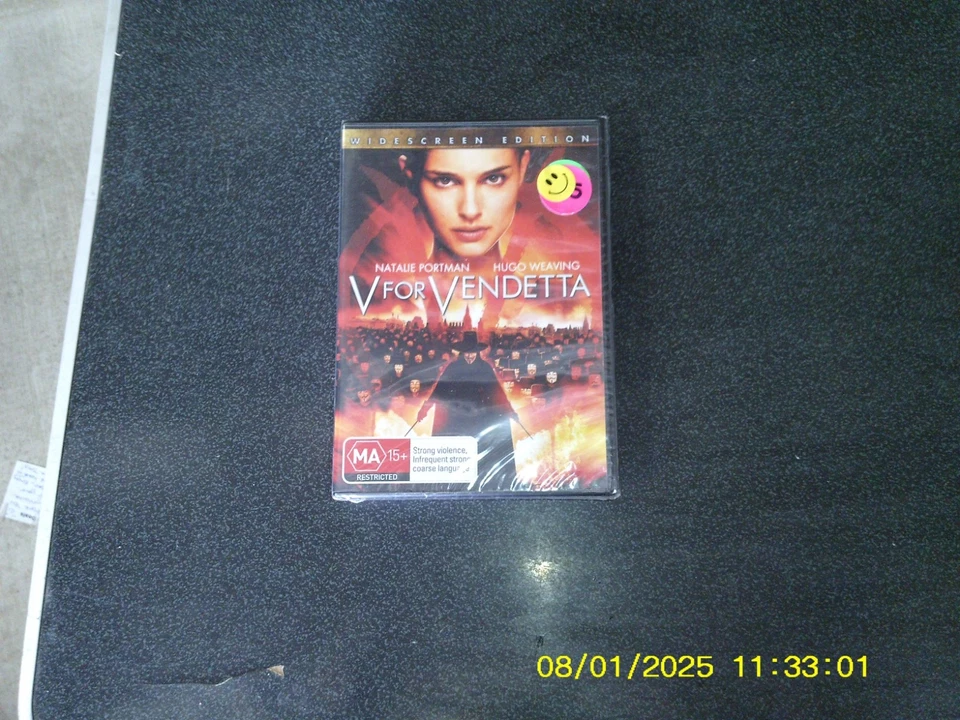 WIDESCREEN EDITION
5
NATALIE PORTMAN HUGO WEAVING
V FOR VENDETTA
MA 15+
RESTRICTED
Strong violence,
Infrequent strong
coarse language
08/01/2025 11:33:01